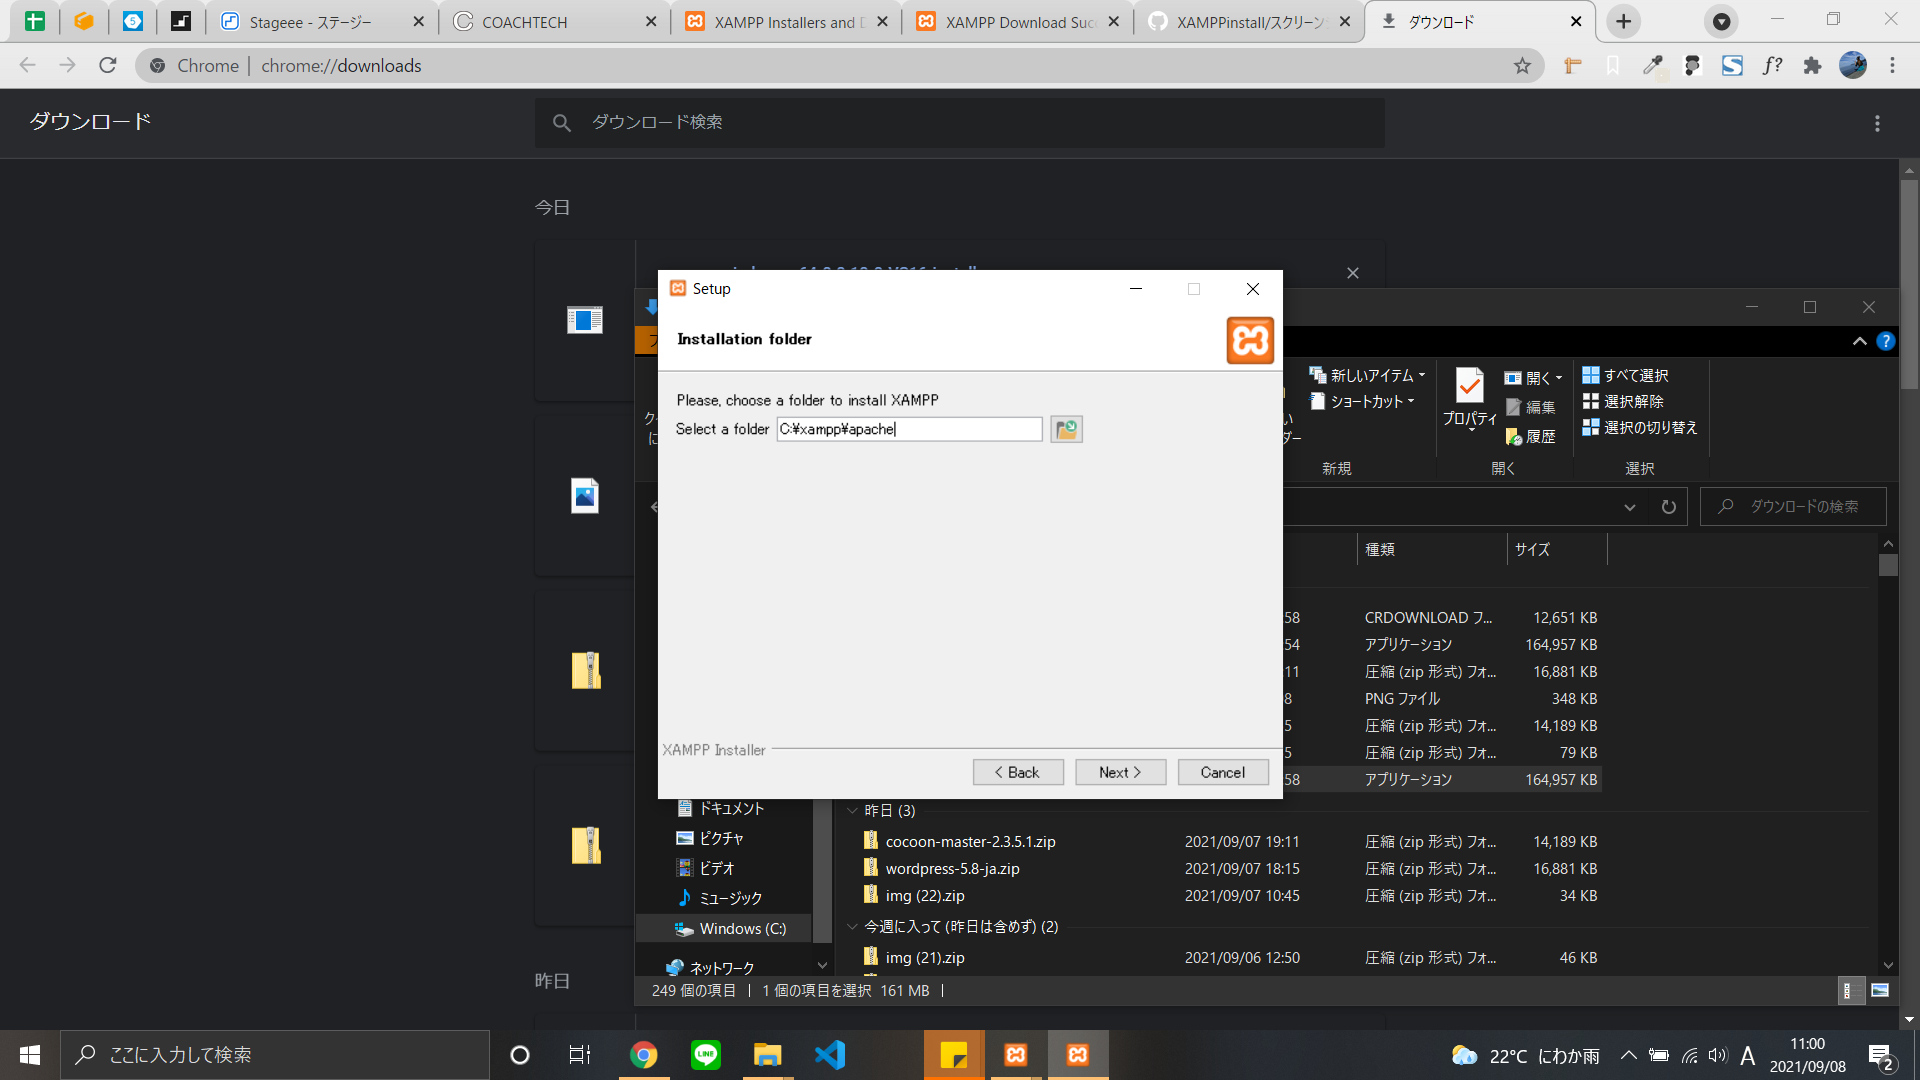 Stageee - ステージー
COACHTECH
XAMPP Installers and D
XAMPP Download Suc
XAMPPinstall/スクリーン
ダウンロード
Chrome | chrome://downloads
ダウンロード
ダウンロード検索
今日
Setup
Installation folder
Please, choose a folder to install XAMPP
Select a folder C:¥xampp¥apache
XAMPP Installer
< Back
Next >
Cancel
新しいアイテム
ショートカット
新規
プロパティ
開く
編集
履歴
開く
すべて選択
選択解除
選択の切り替え
選択
ダウンロードの検索
種類 サイズ
58 CRDOWNLOAD フ... 12,651 KB
54 アプリケーション 164,957 KB
11 圧縮 (zip 形式) フォ... 16,881 KB
8 PNG ファイル 348 KB
5 圧縮 (zip 形式) フォ... 14,189 KB
5 圧縮 (zip 形式) フォ... 79 KB
58 アプリケーション 164,957 KB
ドキュメント
ピクチャ
ビデオ
ミュージック
Windows (C:)
ネットワーク
昨日 (3)
cocoon-master-2.3.5.1.zip 2021/09/07 19:11 圧縮 (zip 形式) フォ... 14,189 KB
wordpress-5.8-ja.zip 2021/09/07 18:15 圧縮 (zip 形式) フォ... 16,881 KB
img (22).zip 2021/09/07 10:45 圧縮 (zip 形式) フォ... 34 KB
今週に入って (昨日は含めず) (2)
img (21).zip 2021/09/06 12:50 圧縮 (zip 形式) フォ... 46 KB
249 個の項目 | 1 個の項目を選択 161 MB |
昨日
ここに入力して検索
22°C にわか雨
A
11:00
2021/09/08
2